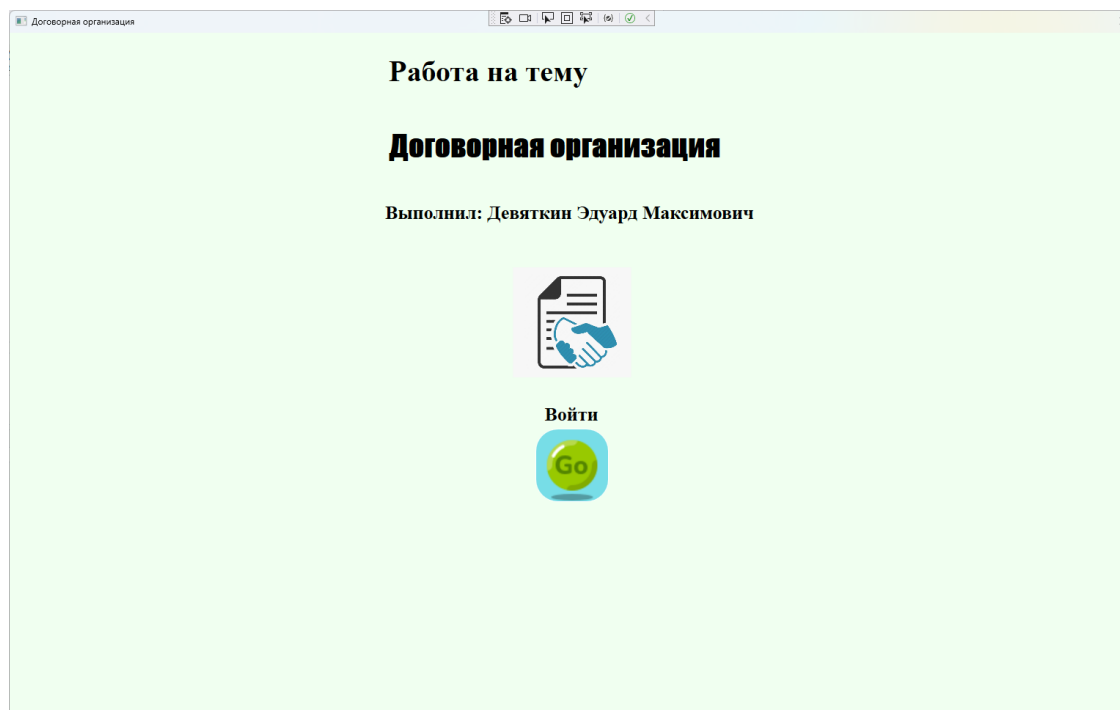 Договорная организация
Работа на тему
Договорная организация
Выполнил: Девяткин Эдуард Максимович
Войти
Go